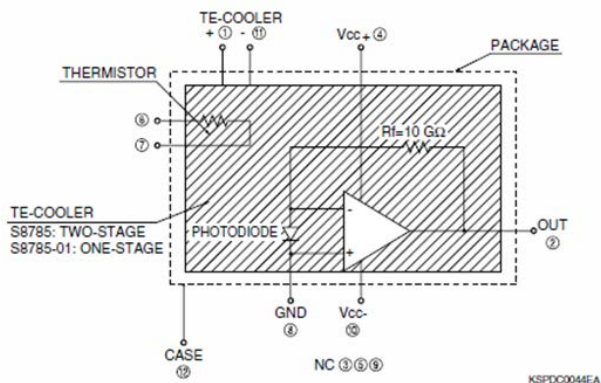 TE-COOLER
+ ① - ⑪
Vcc+ ④
PACKAGE
THERMISTOR
⑥
⑦
Rf=10 GΩ
TE-COOLER
S8785: TWO-STAGE
S8785-01: ONE-STAGE
PHOTODIODE
-
+
OUT
②
GND
⑧
Vcc-
⑩
CASE
⑫
NC ③⑤⑨
KSPDC0044EA